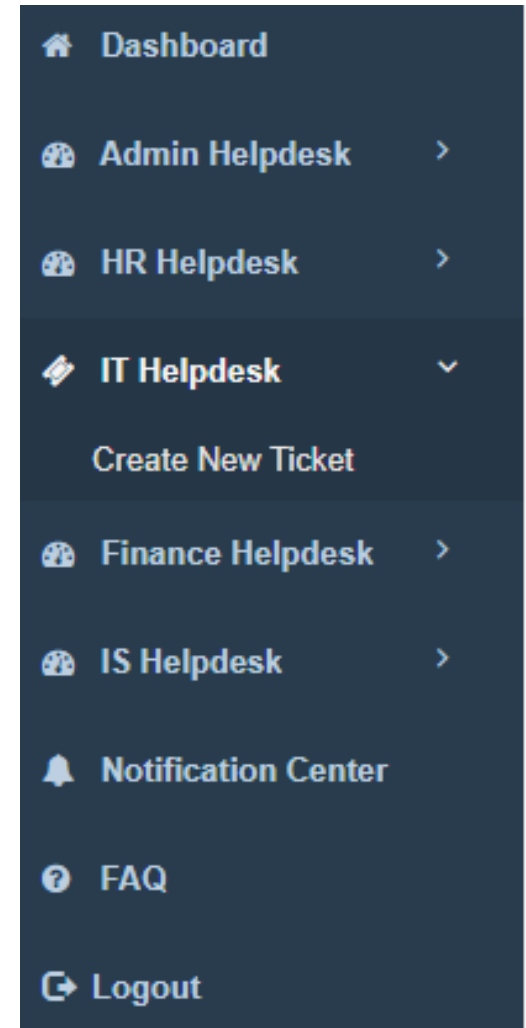 Dashboard
Admin Helpdesk
HR Helpdesk
IT Helpdesk
Create New Ticket
Finance Helpdesk
IS Helpdesk
Notification Center
FAQ
Logout